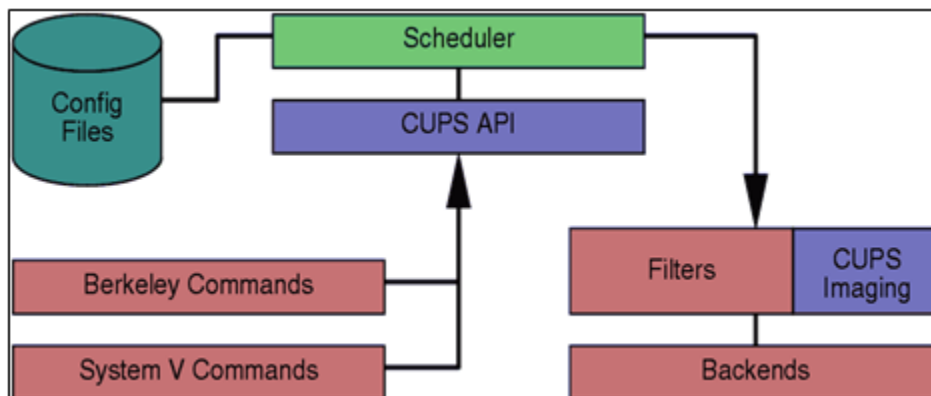 Scheduler
Config
Files
CUPS API
Filters
CUPS
Imaging
Berkeley Commands
System V Commands
Backends